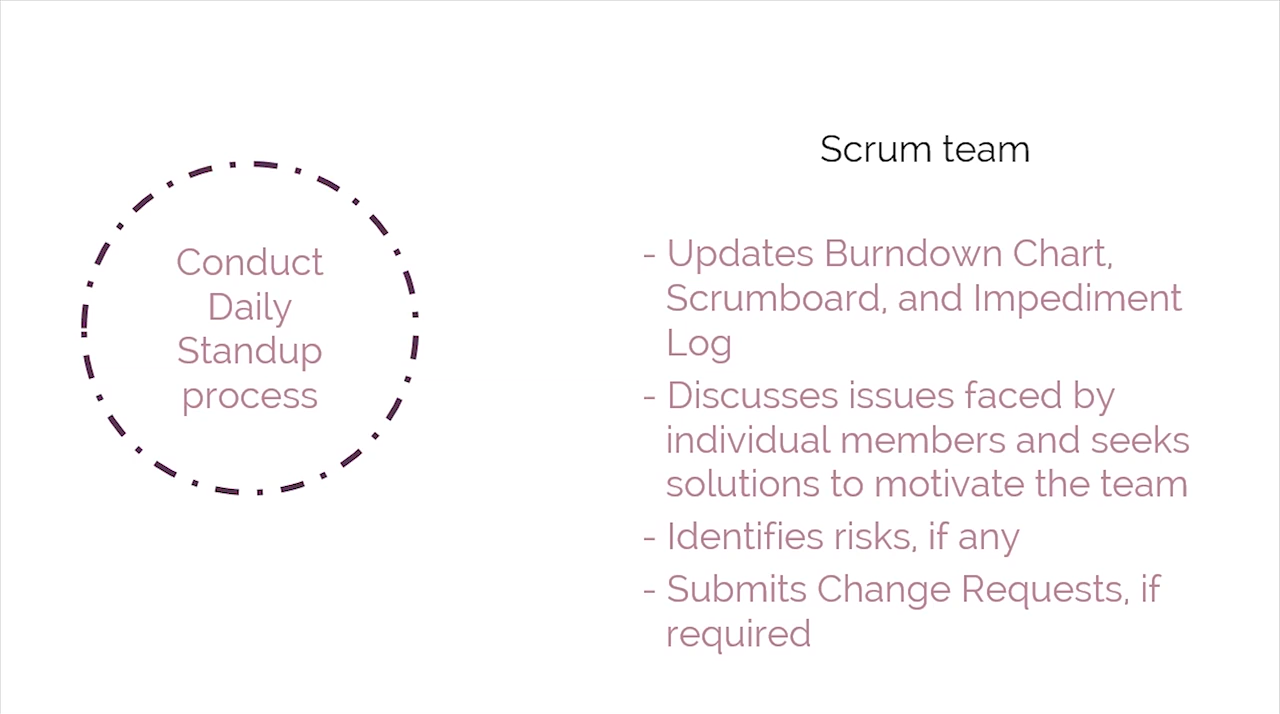 Conduct
Daily
Standup
process
Scrum team
- Updates Burndown Chart,
Scrumboard, and Impediment
Log
- Discusses issues faced by
individual members and seeks
solutions to motivate the team
- Identifies risks, if any
- Submits Change Requests, if
required